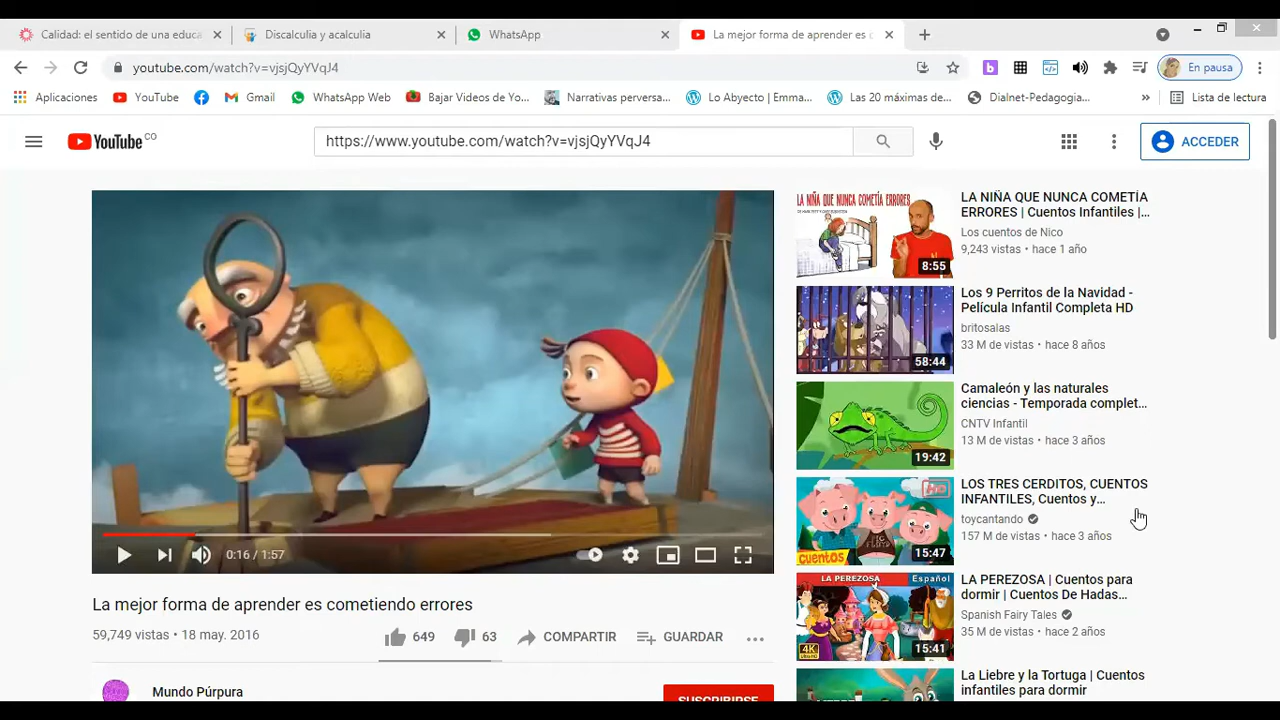 Calidad: el sentido de una educa
Discalculia y acalculia
WhatsApp
La mejor forma de aprender es c
youtube.com/watch?v=vjsjQyYVqJ4
En pausa
Aplicaciones
YouTube
Gmail
WhatsApp Web
Bajar Videos de Yo...
Narrativas perversa...
Lo Abyecto | Emma...
Las 20 máximas de...
Dialnet-Pedagogia...
»
Lista de lectura
YouTube CO
https://www.youtube.com/watch?v=vjsjQyYVqJ4
ACCEDER
0:16 / 1:57
La mejor forma de aprender es cometiendo errores
59,749 vistas • 18 may. 2016
649
63
COMPARTIR
GUARDAR
Mundo Púrpura
SUSCRIBIRSE
LA NIÑA QUE NUNCA COMETÍA ERRORES
8:55
LA NIÑA QUE NUNCA COMETÍA
ERRORES | Cuentos Infantiles |...
Los cuentos de Nico
9,243 vistas • hace 1 año
58:44
Los 9 Perritos de la Navidad -
Película Infantil Completa HD
britosalas
33 M de vistas • hace 8 años
19:42
Camaleón y las naturales
ciencias - Temporada complet...
CNTV Infantil
13 M de vistas • hace 3 años
HD
PIG FLOYD
cuentos
15:47
LOS TRES CERDITOS, CUENTOS
INFANTILES, Cuentos y...
toycantando
157 M de vistas • hace 3 años
LA PEREZOSA
Español
4K
15:41
LA PEREZOSA | Cuentos para
dormir | Cuentos De Hadas...
Spanish Fairy Tales
35 M de vistas • hace 2 años
La Liebre y la Tortuga | Cuentos
infantiles para dormir